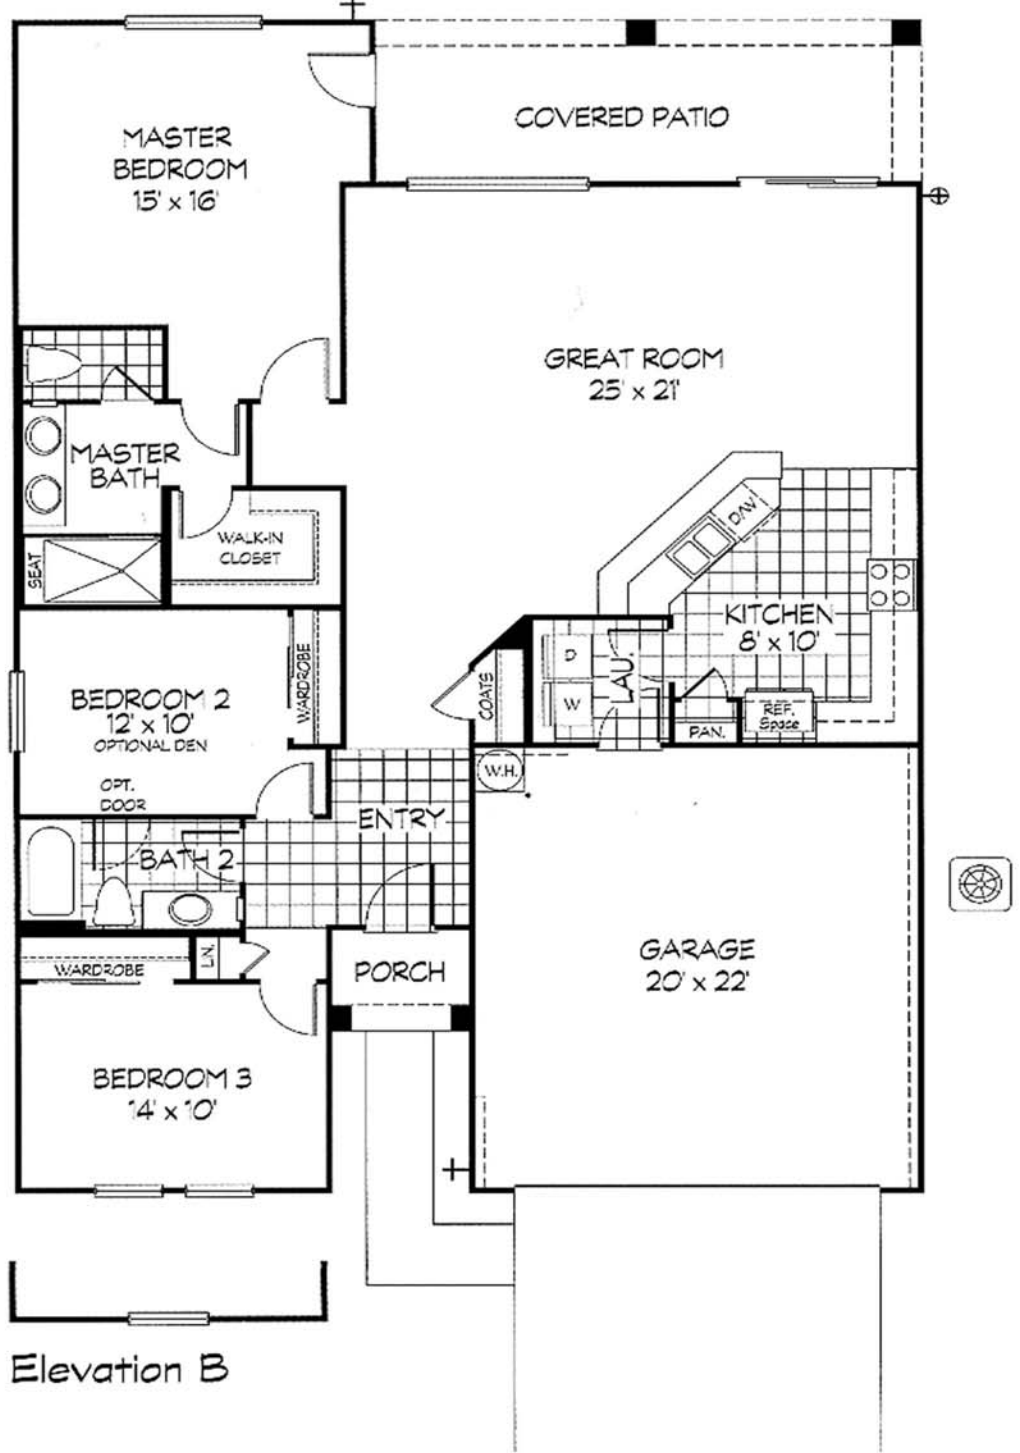 COVERED PATIO
MASTER
BEDROOM
15' x 16'
GREAT ROOM
25' x 21'
MASTER
BATH
SEAT
WALK-IN
CLOSET
D/W
KITCHEN
8' x 10'
D
W
LAU.
COATS
PAN.
REF.
Space
BEDROOM 2
12' x 10'
OPTIONAL DEN
OPT.
DOOR
WARDROBE
W.H.
ENTRY
BATH 2
LIN.
WARDROBE
PORCH
GARAGE
20' x 22'
BEDROOM 3
14' x 10'
Elevation B